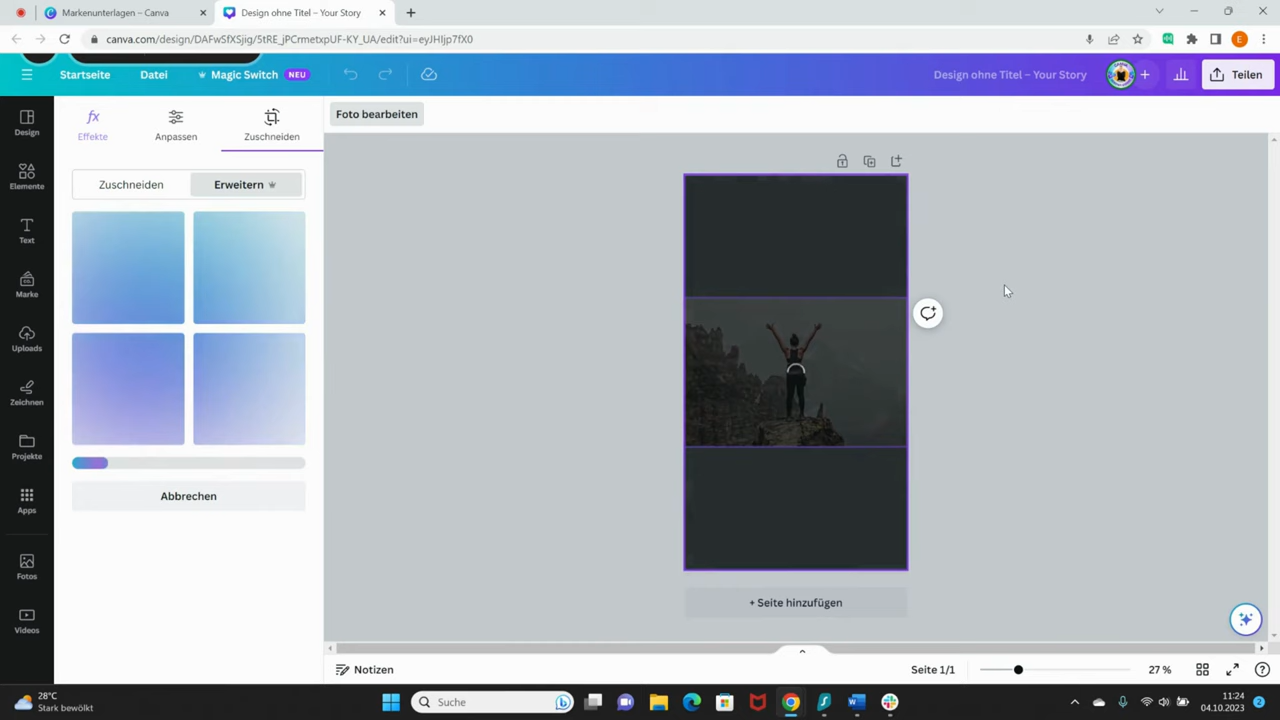 Markenunterlagen – Canva
Design ohne Titel – Your Story
canva.com/design/DAFwSfXSjig/5tRE_jPCrmetxpUF-KY_UA/edit?ui=eyJHIjp7fX0
E
Startseite
Datei
Magic Switch NEU
Design ohne Titel – Your Story
Teilen
Design
Elemente
Text
Marke
Uploads
Zeichnen
Projekte
Apps
Fotos
Videos
fx
Effekte
Anpassen
Zuschneiden
Zuschneiden
Erweitern
Abbrechen
Foto bearbeiten
+ Seite hinzufügen
Notizen
Seite 1/1
27 %
28°C
Stark bewölkt
Suche
11:24
04.10.2023